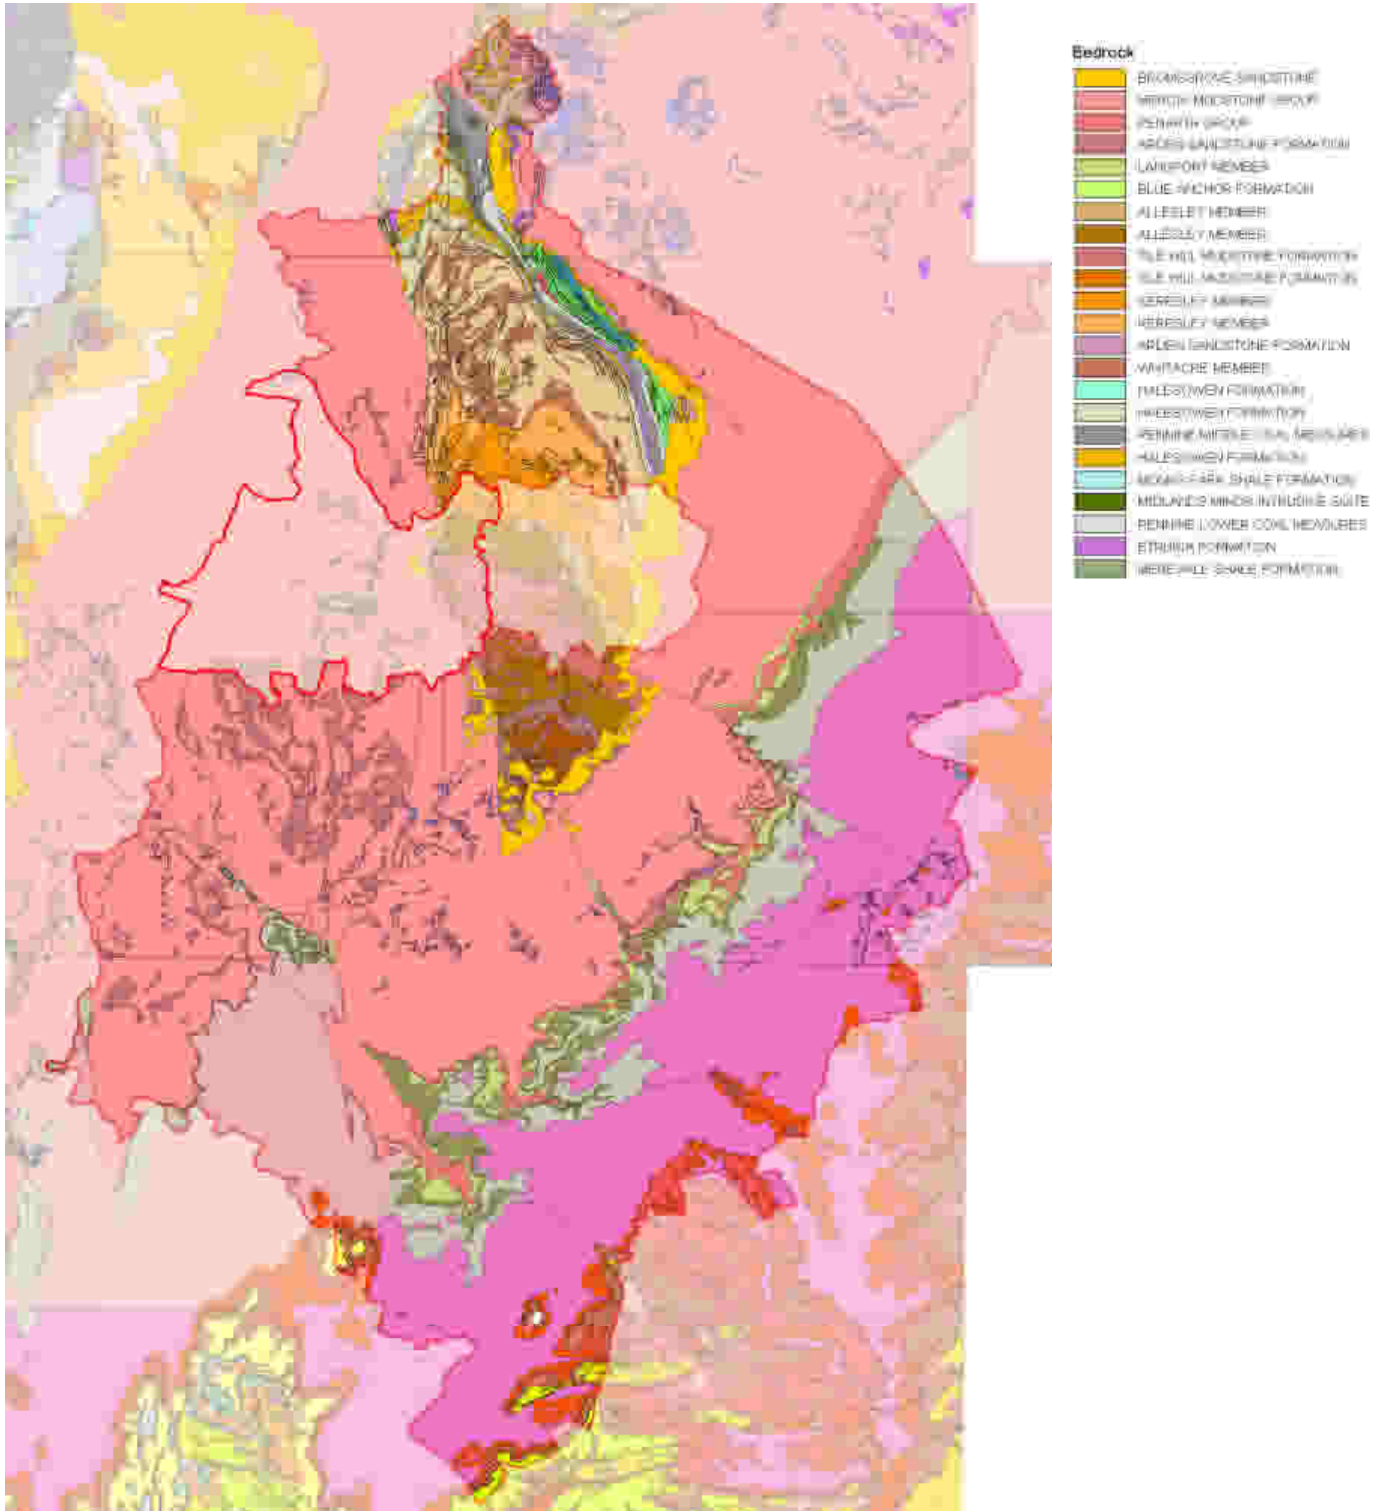 Bedrock
BROMSGROVE SANDSTONE
MERCIA MUDSTONE GROUP
PENARTH GROUP
ARDEN SANDSTONE FORMATION
LANGPORT MEMBER
BLUE ANCHOR FORMATION
ALLESLEY MEMBER
ALLESLEY MEMBER
TILE HILL MUDSTONE FORMATION
TILE HILL MUDSTONE FORMATION
KERESLEY MEMBER
KERESLEY MEMBER
ARDEN SANDSTONE FORMATION
WHITACRE MEMBER
HALESOWEN FORMATION
HALESOWEN FORMATION
PENNINE MIDDLE COAL MEASURES
HALESOWEN FORMATION
MONKS PARK SHALE FORMATION
MIDLANDS MINOR INTRUSIVE SUITE
PENNINE LOWER COAL MEASURES
ETRURIA FORMATION
MEREVALE SHALE FORMATION